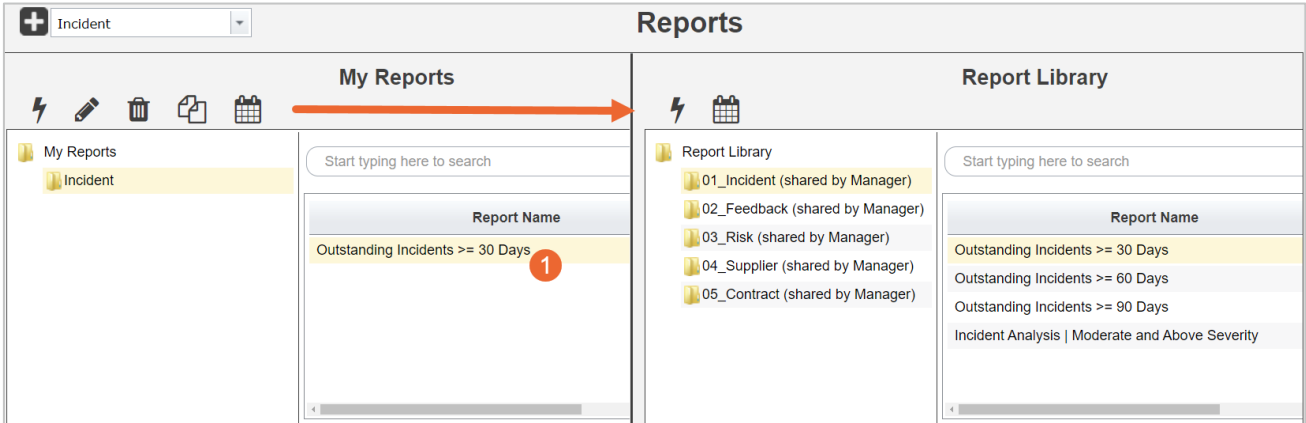 Incident
Reports
My Reports
My Reports
Incident
Start typing here to search
Report Name
Outstanding Incidents >= 30 Days
1
Report Library
Report Library
01_Incident (shared by Manager)
02_Feedback (shared by Manager)
03_Risk (shared by Manager)
04_Supplier (shared by Manager)
05_Contract (shared by Manager)
Start typing here to search
Report Name
Outstanding Incidents >= 30 Days
Outstanding Incidents >= 60 Days
Outstanding Incidents >= 90 Days
Incident Analysis | Moderate and Above Severity